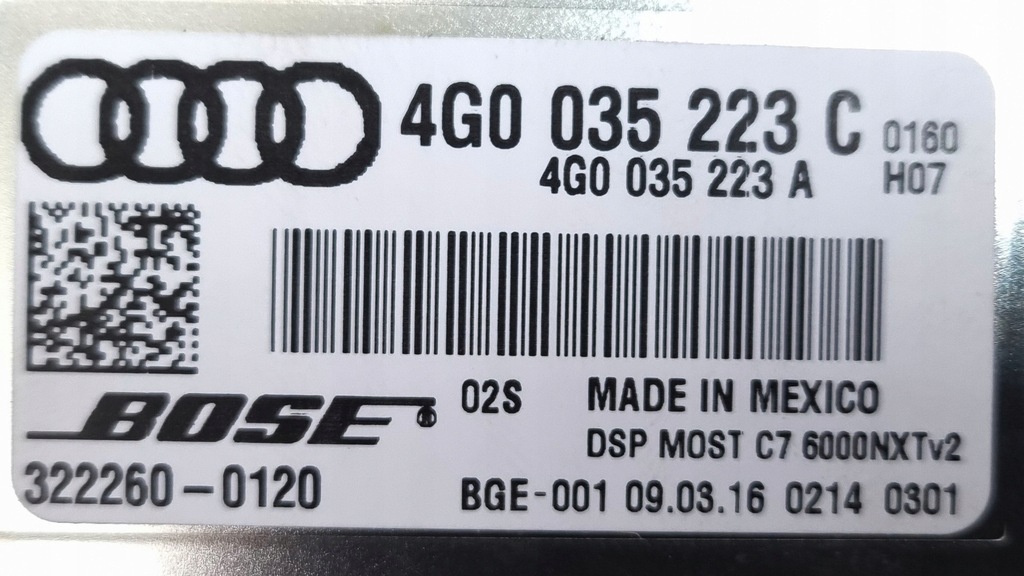 4G0 035 223 C 0160
4G0 035 223 A H07
BOSE®
02S MADE IN MEXICO
DSP MOST C7 6000NXTv2
322260-0120
BGE-001 09.03.16 0214 0301